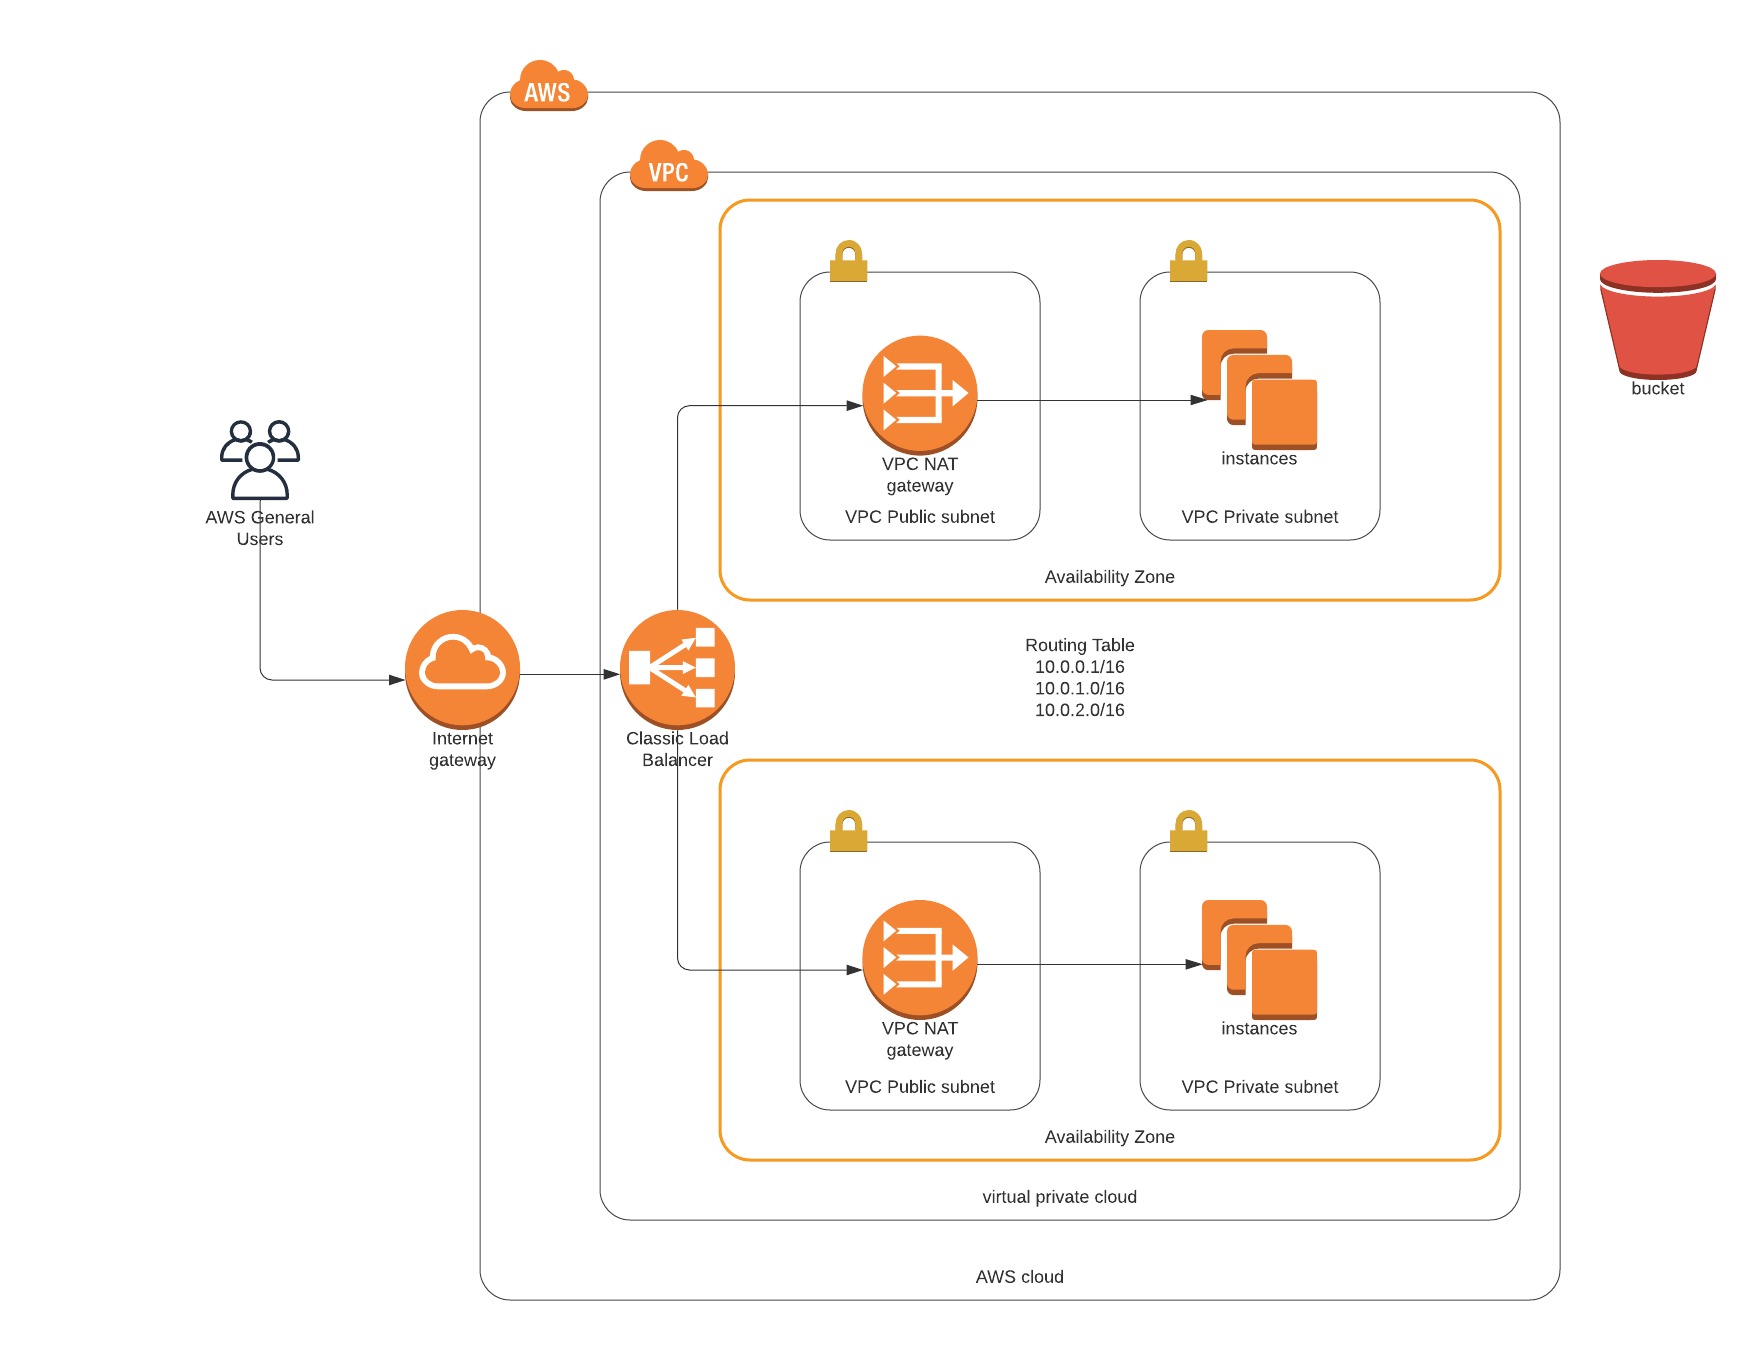 AWS
VPC
VPC NAT
gateway
VPC Public subnet
instances
VPC Private subnet
Availability Zone
bucket
AWS General
Users
Internet
gateway
Classic Load
Balancer
Routing Table
10.0.0.1/16
10.0.1.0/16
10.0.2.0/16
VPC NAT
gateway
VPC Public subnet
instances
VPC Private subnet
Availability Zone
virtual private cloud
AWS cloud